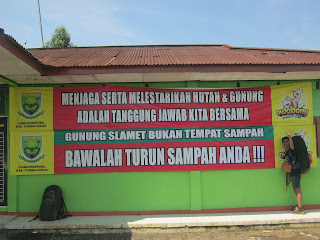 MENJAGA SERTA MELESTARIKAN HUTAN & GUNUNG
ADALAH TANGGUNG JAWAB KITA BERSAMA
GUNUNG SLAMET BUKAN TEMPAT SAMPAH
BAWALAH TURUN SAMPAH ANDA !!!